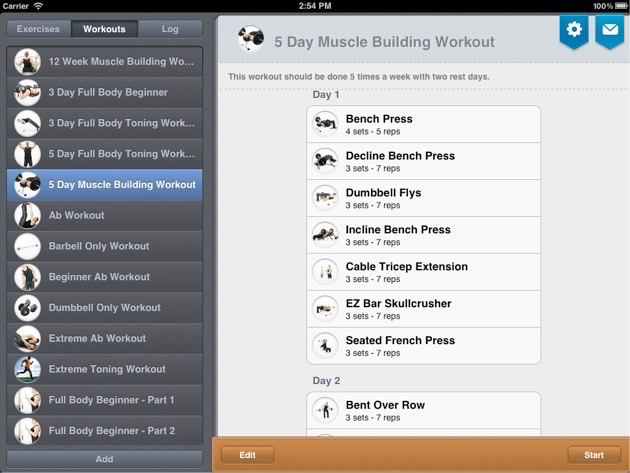 Carrier 2:54 PM 100%
Exercises Workouts Log
12 Week Muscle Building Wo...
3 Day Full Body Beginner
3 Day Full Body Toning Work...
5 Day Full Body Toning Work...
5 Day Muscle Building Workout
Ab Workout
Barbell Only Workout
Beginner Ab Workout
Dumbbell Only Workout
Extreme Ab Workout
Extreme Toning Workout
Full Body Beginner - Part 1
Full Body Beginner - Part 2
Add
5 Day Muscle Building Workout
This workout should be done 5 times a week with two rest days.
Day 1
Bench Press
4 sets - 5 reps
Decline Bench Press
3 sets - 7 reps
Dumbbell Flys
3 sets - 7 reps
Incline Bench Press
3 sets - 7 reps
Cable Tricep Extension
3 sets - 7 reps
EZ Bar Skullcrusher
3 sets - 7 reps
Seated French Press
3 sets - 7 reps
Day 2
Bent Over Row
3 sets - 7 reps
Edit Start